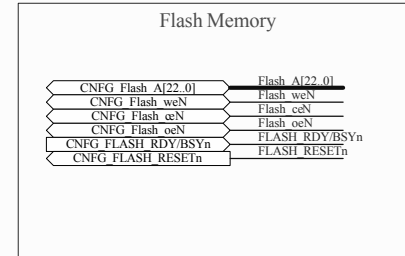 Flash Memory
CNFG_Flash_A[22..0] Flash_A[22..0]
CNFG_Flash_weN Flash_weN
CNFG_Flash_ceN Flash_ceN
CNFG_Flash_oeN Flash_oeN
CNFG_FLASH_RDY/BSYn FLASH_RDY/BSYn
CNFG_FLASH_RESETn FLASH_RESETn